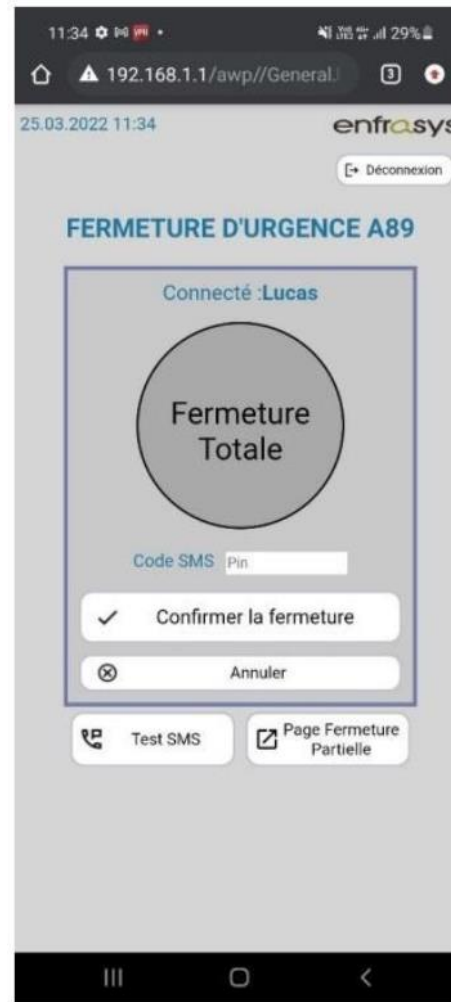 11:34
29%
192.168.1.1/awp//General.
3
25.03.2022 11:34
enfrasys
Déconnexion
FERMETURE D'URGENCE A89
Connecté :Lucas
Fermeture
Totale
Code SMS Pin
Confirmer la fermeture
Annuler
Test SMS
Page Fermeture
Partielle